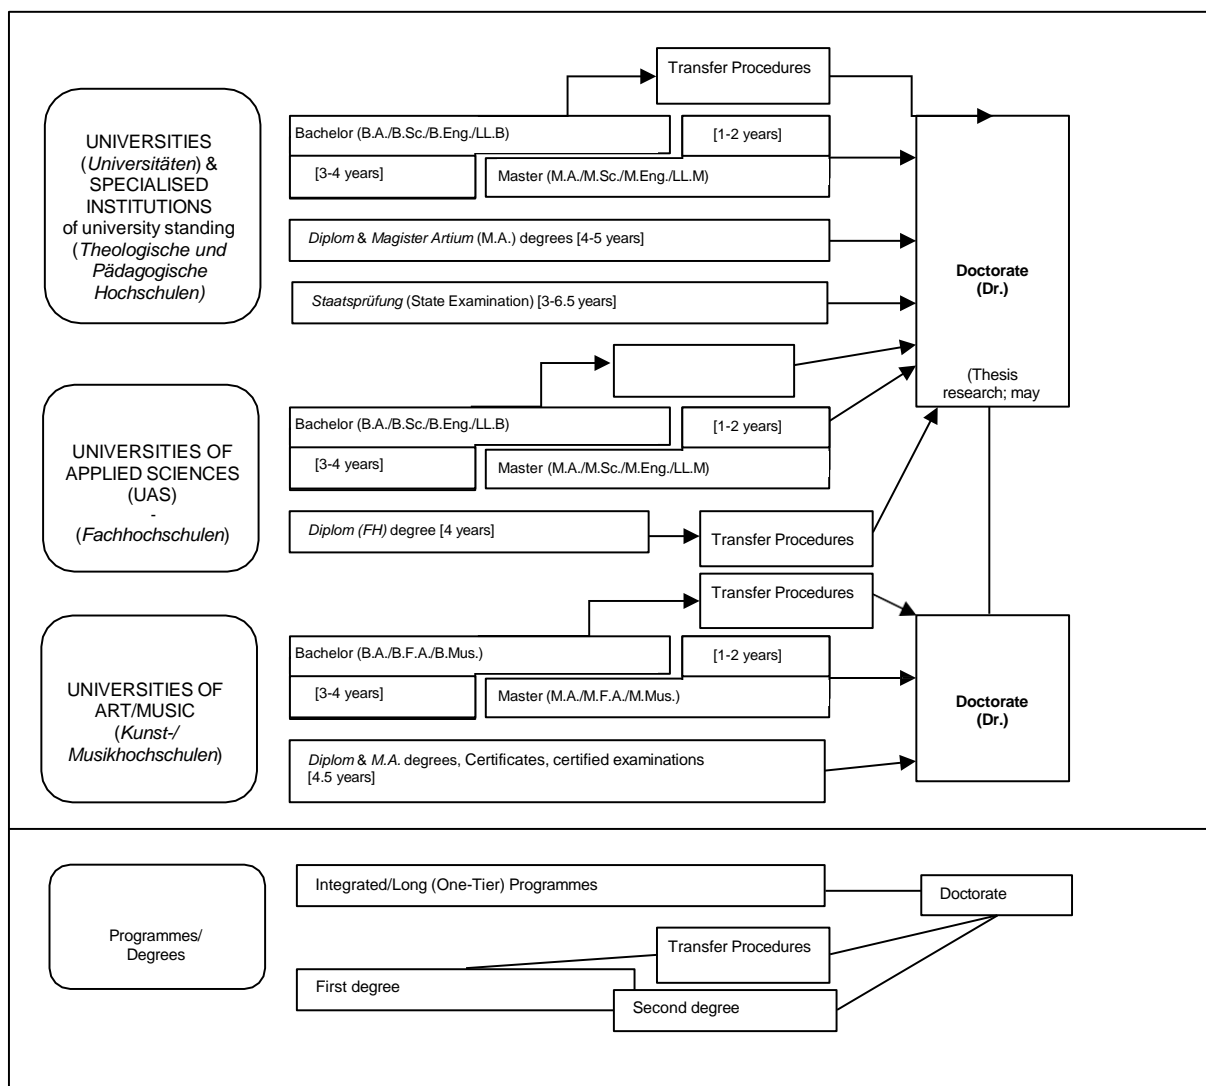 Transfer Procedures
UNIVERSITIES
(Universitäten) &
SPECIALISED
INSTITUTIONS
of university standing
(Theologische und
Pädagogische
Hochschulen)
Bachelor (B.A./B.Sc./B.Eng./LL.B)
[1-2 years]
[3-4 years]
Master (M.A./M.Sc./M.Eng./LL.M)
Diplom & Magister Artium (M.A.) degrees [4-5 years]
Staatsprüfung (State Examination) [3-6.5 years]
Doctorate
(Dr.)
(Thesis
research; may
UNIVERSITIES OF
APPLIED SCIENCES
(UAS)
-
(Fachhochschulen)
Bachelor (B.A./B.Sc./B.Eng./LL.B)
[1-2 years]
[3-4 years]
Master (M.A./M.Sc./M.Eng./LL.M)
Diplom (FH) degree [4 years]
Transfer Procedures
Transfer Procedures
UNIVERSITIES OF
ART/MUSIC
(Kunst-/
Musikhochschulen)
Bachelor (B.A./B.F.A./B.Mus.)
[1-2 years]
[3-4 years]
Master (M.A./M.F.A./M.Mus.)
Diplom & M.A. degrees, Certificates, certified examinations
[4.5 years]
Doctorate
(Dr.)
Programmes/
Degrees
Integrated/Long (One-Tier) Programmes
Doctorate
Transfer Procedures
First degree
Second degree